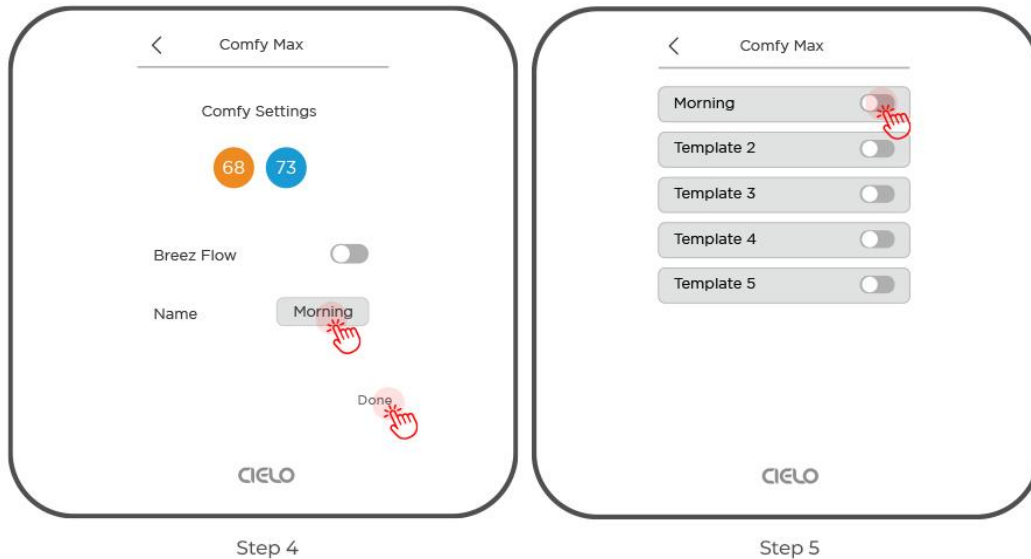 Comfy Max
Comfy Settings
68 73
Breez Flow
Name Morning
Done
CIELO
Step 4
Comfy Max
Morning
Template 2
Template 3
Template 4
Template 5
CIELO
Step 5